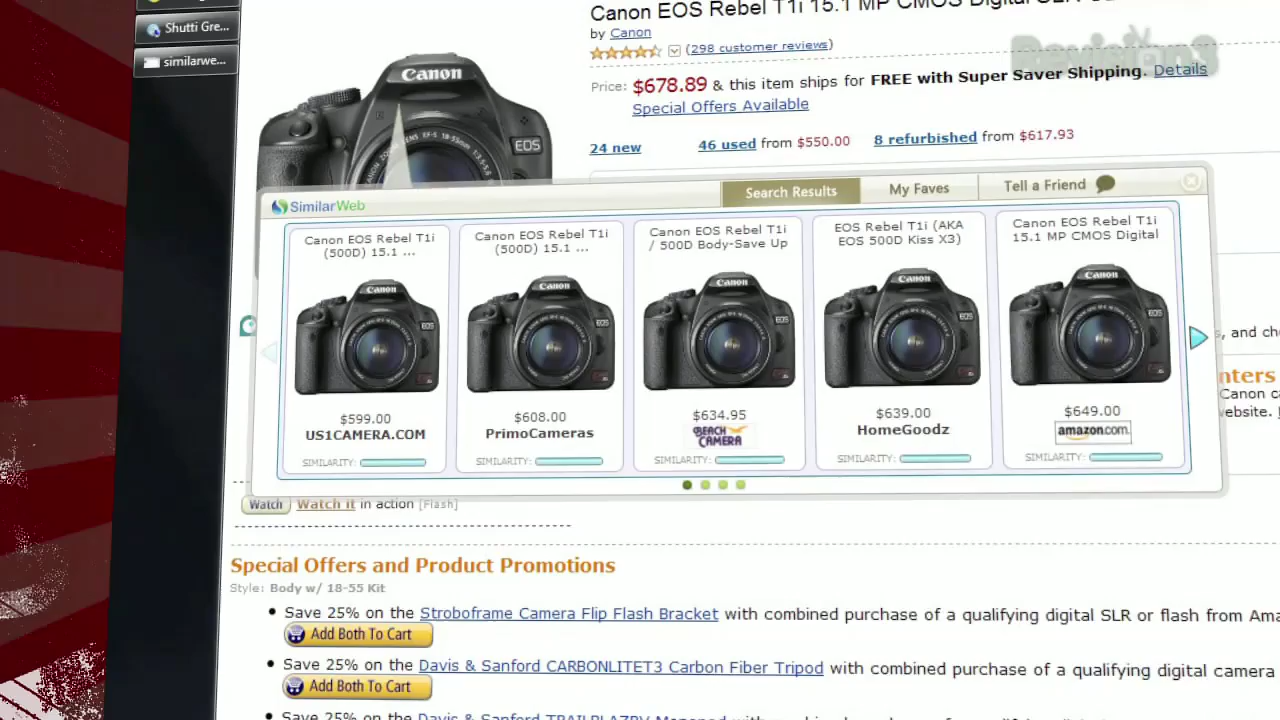 Canon EOS Rebel T1i 15.1 MP CMOS Digital SLR
by Canon
(298 customer reviews)
Price: $678.89 & this item ships for FREE with Super Saver Shipping. Details
Special Offers Available
24 new 46 used from $550.00 8 refurbished from $617.93
Revision3
Shutti Gre...
similarwe...
Canon
EOS
SimilarWeb
Search Results My Faves Tell a Friend
Canon EOS Rebel T1i (500D) 15.1 ...
$599.00
US1CAMERA.COM
SIMILARITY:
Canon EOS Rebel T1i (500D) 15.1 ...
$608.00
PrimoCameras
SIMILARITY:
Canon EOS Rebel T1i / 500D Body-Save Up
$634.95
BEACH CAMERA
SIMILARITY:
EOS Rebel T1i (AKA EOS 500D Kiss X3)
$639.00
HomeGoodz
SIMILARITY:
Canon EOS Rebel T1i 15.1 MP CMOS Digital
$649.00
amazon.com
SIMILARITY:
s, and che
nters
Canon ca
website.
Watch Watch it in action [Flash]
Special Offers and Product Promotions
Style: Body w/ 18-55 Kit
Save 25% on the Stroboframe Camera Flip Flash Bracket with combined purchase of a qualifying digital SLR or flash from Ama
Add Both To Cart
Save 25% on the Davis & Sanford CARBONLITET3 Carbon Fiber Tripod with combined purchase of a qualifying digital camera
Add Both To Cart
Save 25% on the Davis & Sanford